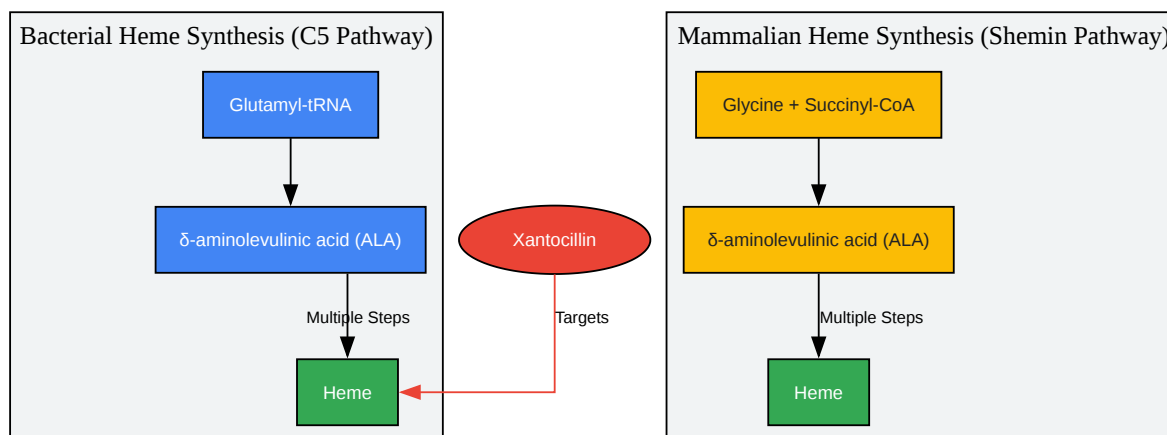 Bacterial Heme Synthesis (C5 Pathway)
Glutamyl-tRNA
δ-aminolevulinic acid (ALA)
Multiple Steps
Heme
Xantocillin
Targets
Mammalian Heme Synthesis (Shemin Pathway)
Glycine + Succinyl-CoA
δ-aminolevulinic acid (ALA)
Multiple Steps
Heme